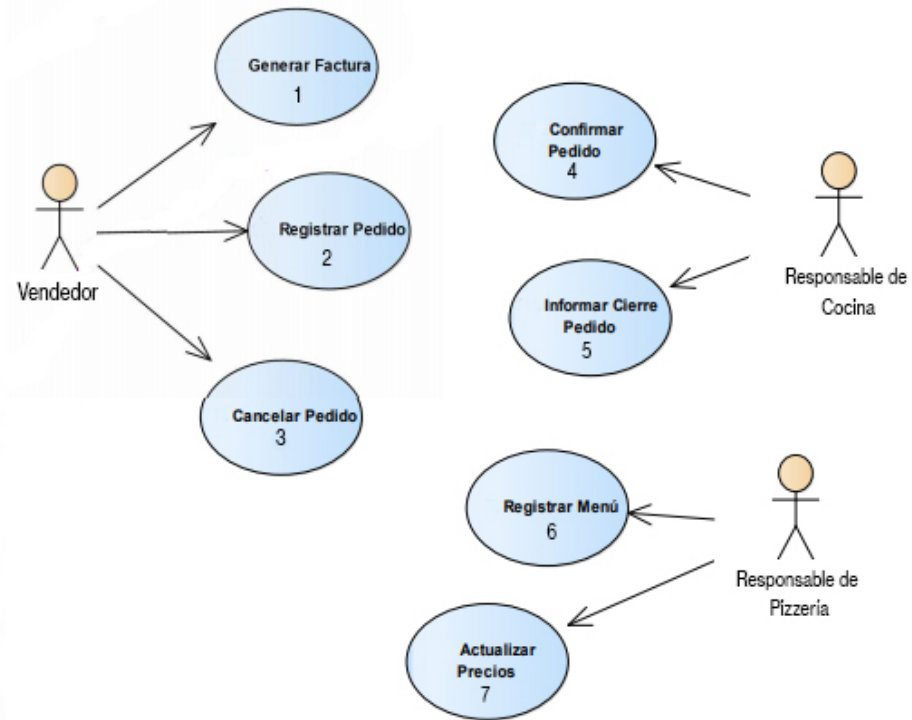 Generar Factura
1
Registrar Pedido
2
Vendedor
Cancelar Pedido
3
Confirmar
Pedido
4
Responsable de
Cocina
Informar Cierre
Pedido
5
Registrar Menú
6
Responsable de
Pizzeria
Actualizar
Precios
7